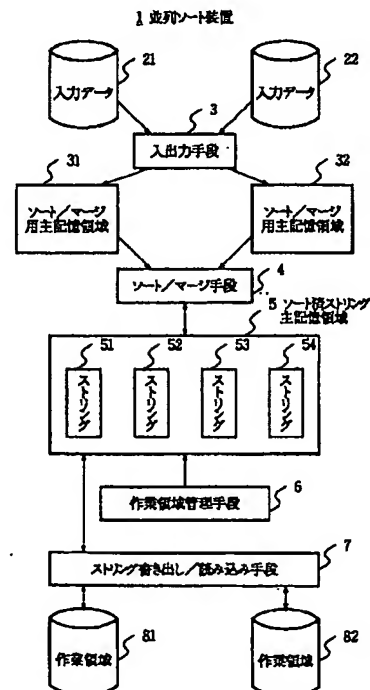 1 並列ソート装置
21
22
入力データ
入力データ
3
入出力手段
31
32
ソート/マージ
用主記憶領域
ソート/マージ
用主記憶領域
4
ソート/マージ手段
5 ソート済ストリング
主記憶領域
51
52
53
54
ストリング
ストリング
ストリング
ストリング
6
作業領域管理手段
7
ストリング書き出し/読み込み手段
81
82
作業領域
作業領域